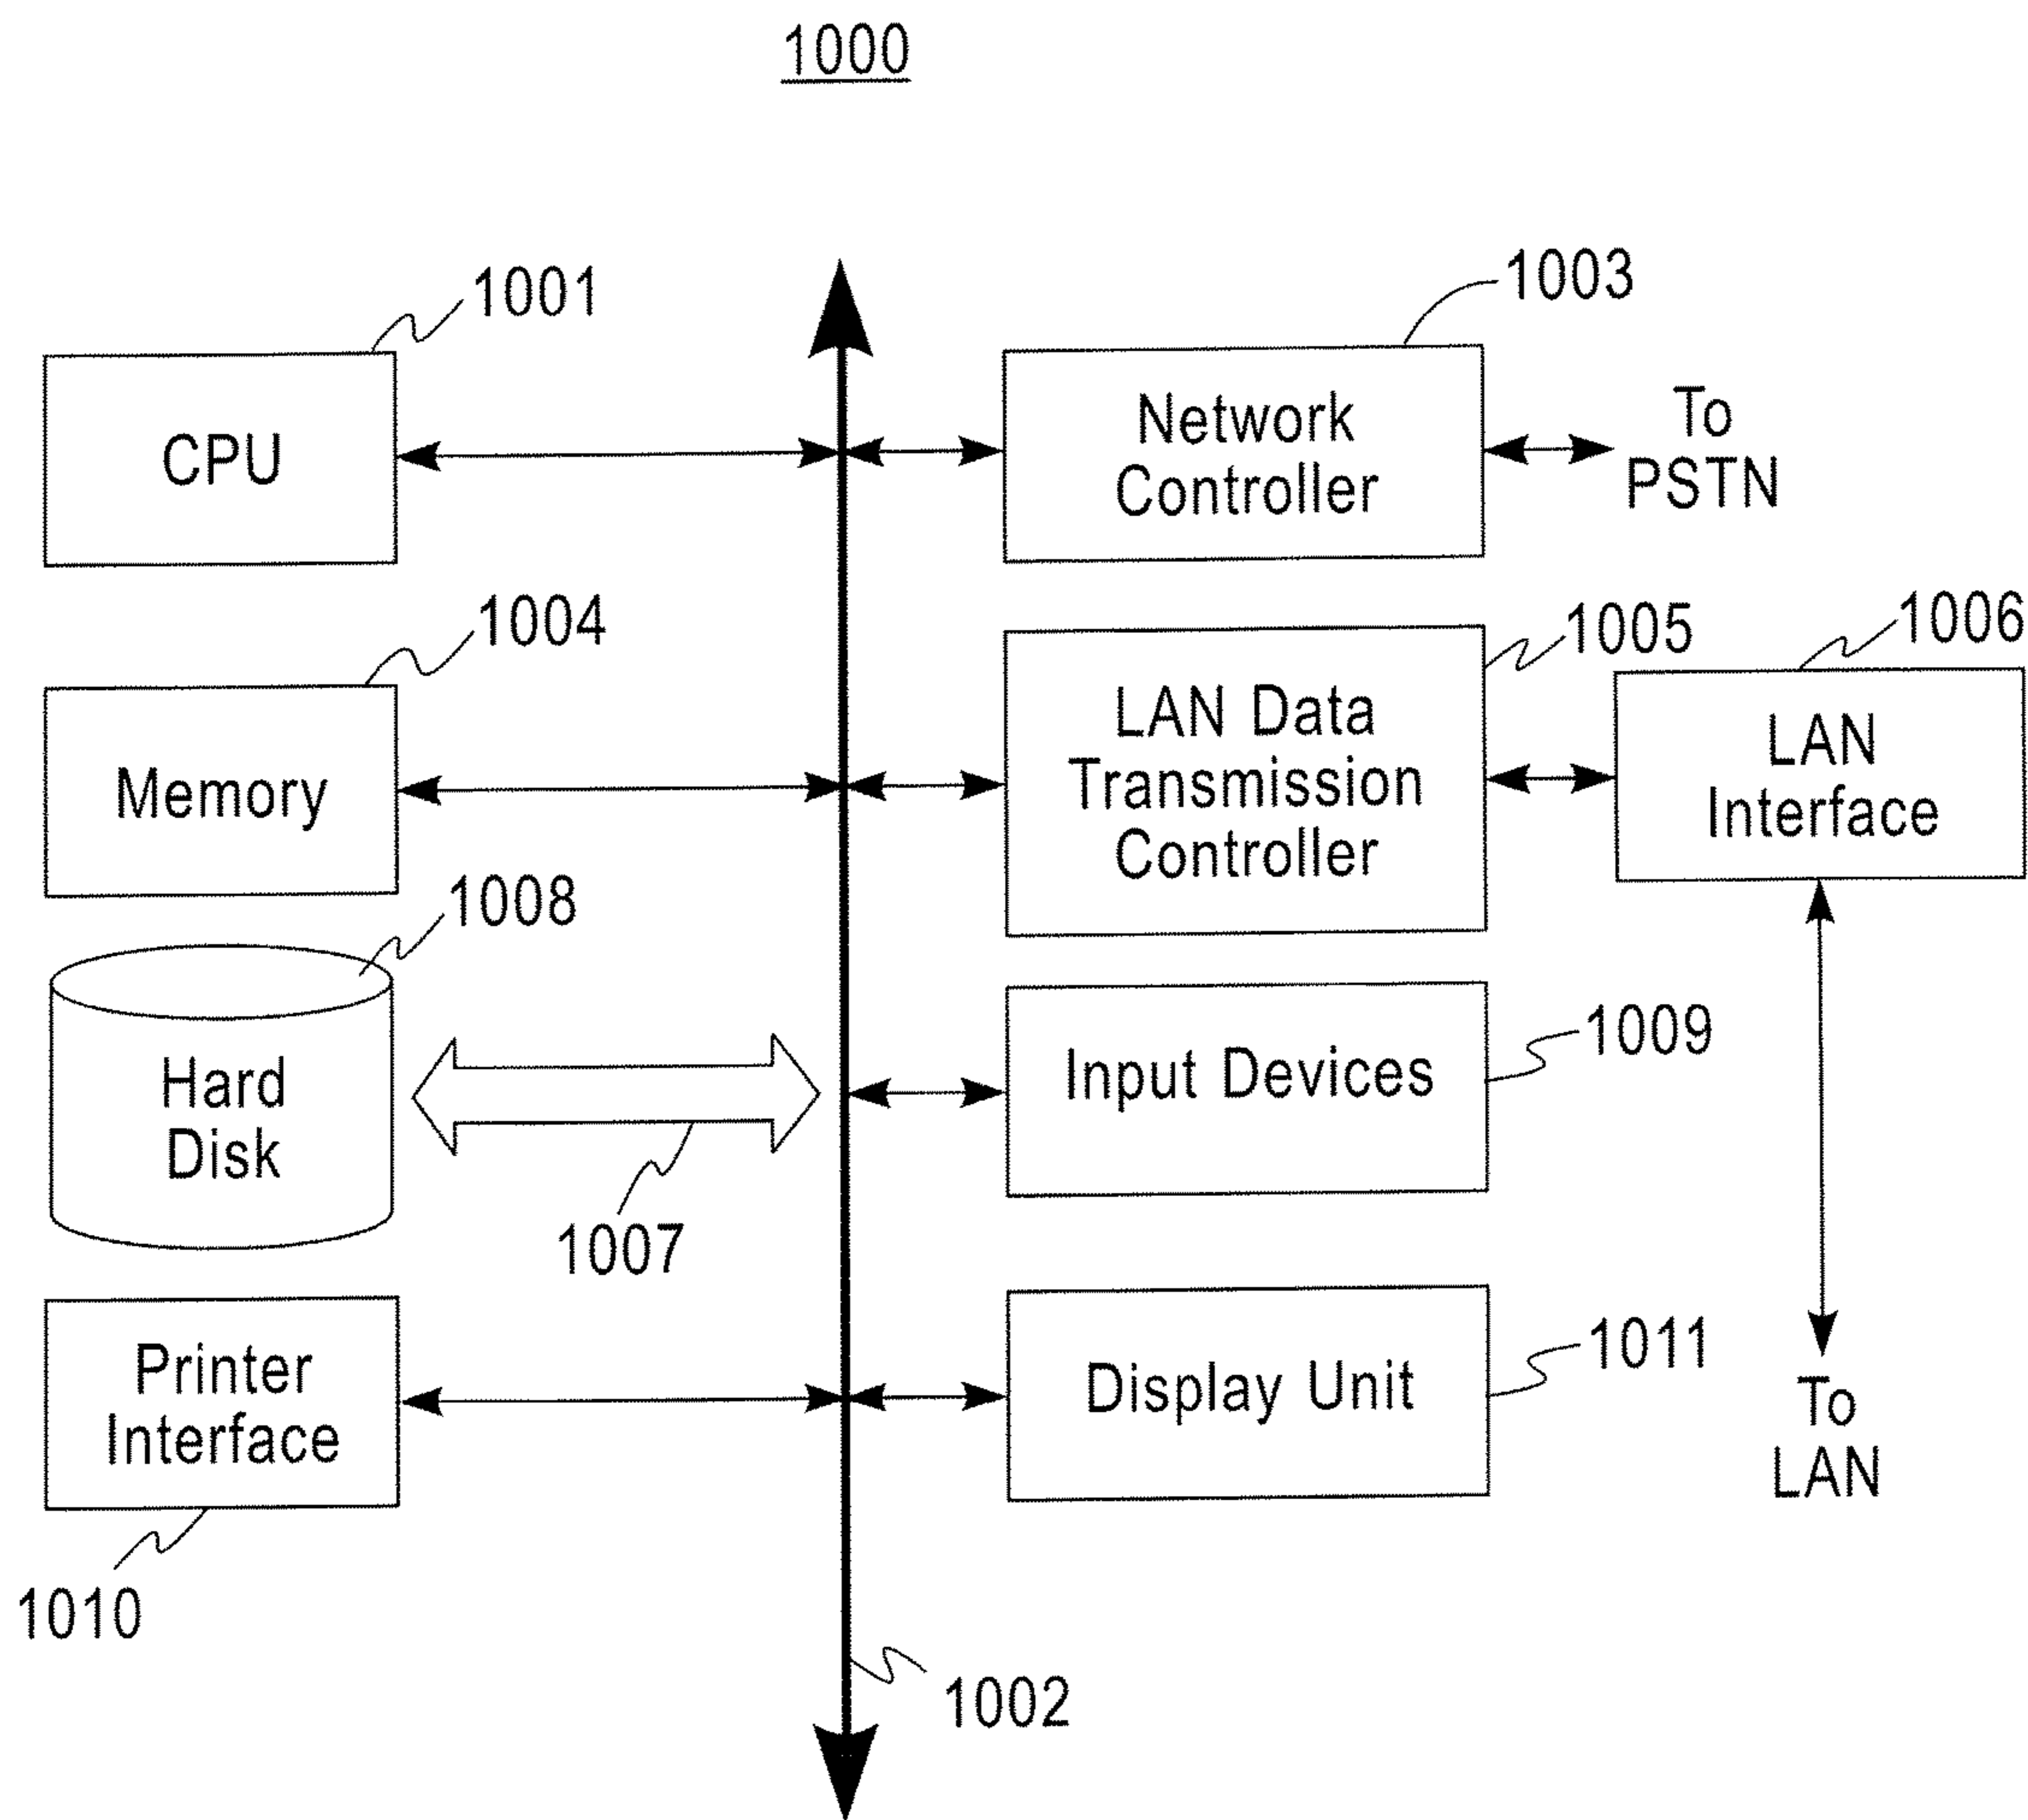 1000
1001
CPU
1003
Network
Controller
To
PSTN
1004
Memory
1005
LAN Data
Transmission
Controller
1006
LAN
Interface
1008
Hard
Disk
1007
1009
Input Devices
Printer
Interface
1010
1011
Display Unit
To
LAN
1002